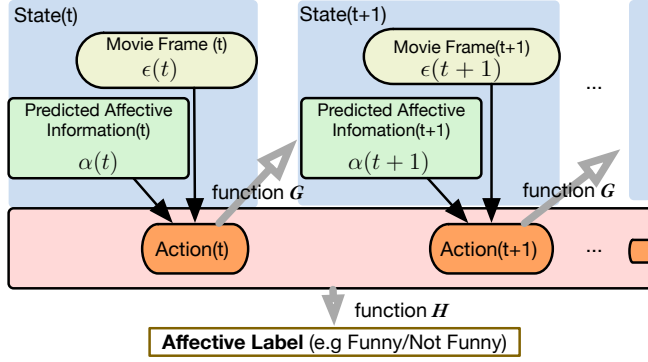 State(t)
Movie Frame (t)
ϵ(t)
Predicted Affective
Information(t)
α(t)
function G
Action(t)
State(t+1)
Movie Frame(t+1)
ϵ(t + 1)
Predicted Affective
Infomation(t+1)
α(t + 1)
function G
Action(t+1)
...
...
function H
Affective Label (e.g Funny/Not Funny)